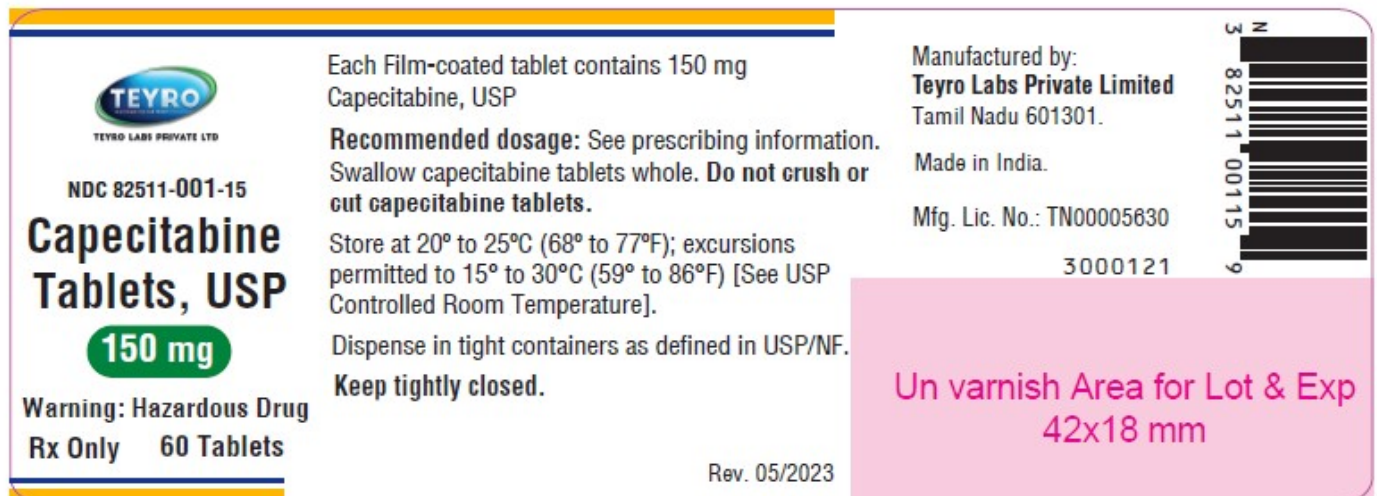 TEYRO
TEYRO LABS PRIVATE LTD
NDC 82511-001-15
Capecitabine
Tablets, USP
150 mg
Warning: Hazardous Drug
Rx Only 60 Tablets
Each Film-coated tablet contains 150 mg
Capecitabine, USP
Recommended dosage: See prescribing information.
Swallow capecitabine tablets whole. Do not crush or
cut capecitabine tablets.
Store at 20º to 25ºC (68º to 77ºF); excursions
permitted to 15° to 30°C (59° to 86°F) [See USP
Controlled Room Temperature].
Dispense in tight containers as defined in USP/NF.
Keep tightly closed.
Rev. 05/2023
Manufactured by:
Teyro Labs Private Limited
Tamil Nadu 601301.
Made in India.
Mfg. Lic. No.: TN00005630
3000121
N
3 82511 00115 9
Un varnish Area for Lot & Exp
42x18 mm